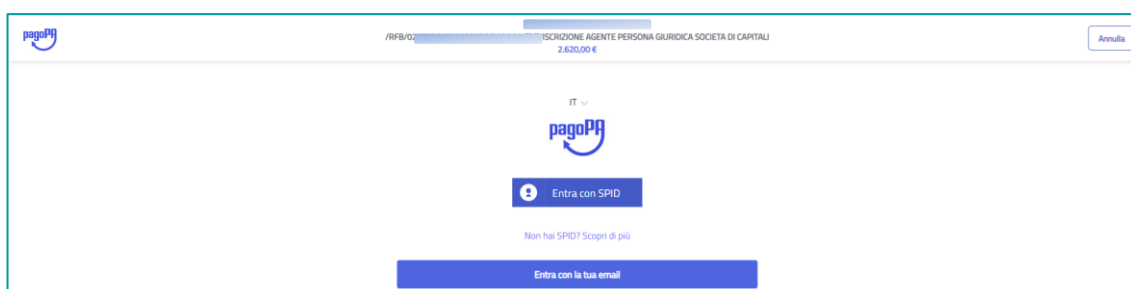 pagoPA
/RFB/02 ISCRIZIONE AGENTE PERSONA GIURIDICA SOCIETA DI CAPITALI
2.620,00 €
Annulla
IT
pagoPA
Entra con SPID
Non hai SPID? Scopri di più
Entra con la tua email